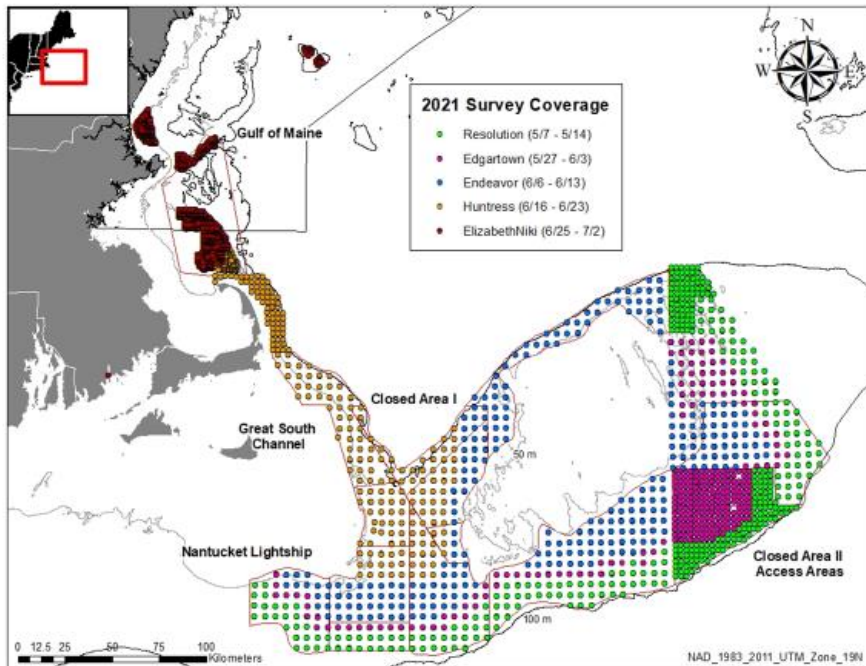 N
W
E
S
2021 Survey Coverage
Resolution (5/7 - 5/14)
Edgartown (5/27 - 6/3)
Endeavor (6/6 - 6/13)
Huntress (6/16 - 6/23)
ElizabethNiki (6/25 - 7/2)
Gulf of Maine
Closed Area I
Great South
Channel
50 m
Nantucket Lightship
Closed Area II
Access Areas
100 m
0 12.5 25 50 75 100
Kilometers
NAD_1983_2011_UTM_Zone_19N